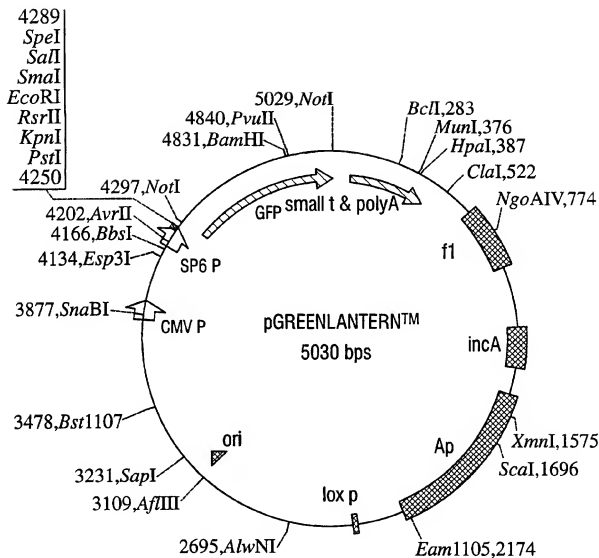 4289
SpeI
SalI
SmaI
EcoRI
RsrII
KpnI
PstI
4250
5029,NotI
4840,PvuII
4831,BamHI
BclI,283
MunI,376
HpaI,387
ClaI,522
NgoAIV,774
4297,NotI
4202,AvrII
4166,BbsI
4134,Esp3I
GFP
small t & polyA
SP6 P
f1
3877,SnaBI
CMV P
pGREENLANTERN™
5030 bps
incA
3478,Bst1107
ori
Ap
XmnI,1575
ScaI,1696
3231,SapI
3109,AflIII
lox p
2695,AlwNI
Eam1105,2174